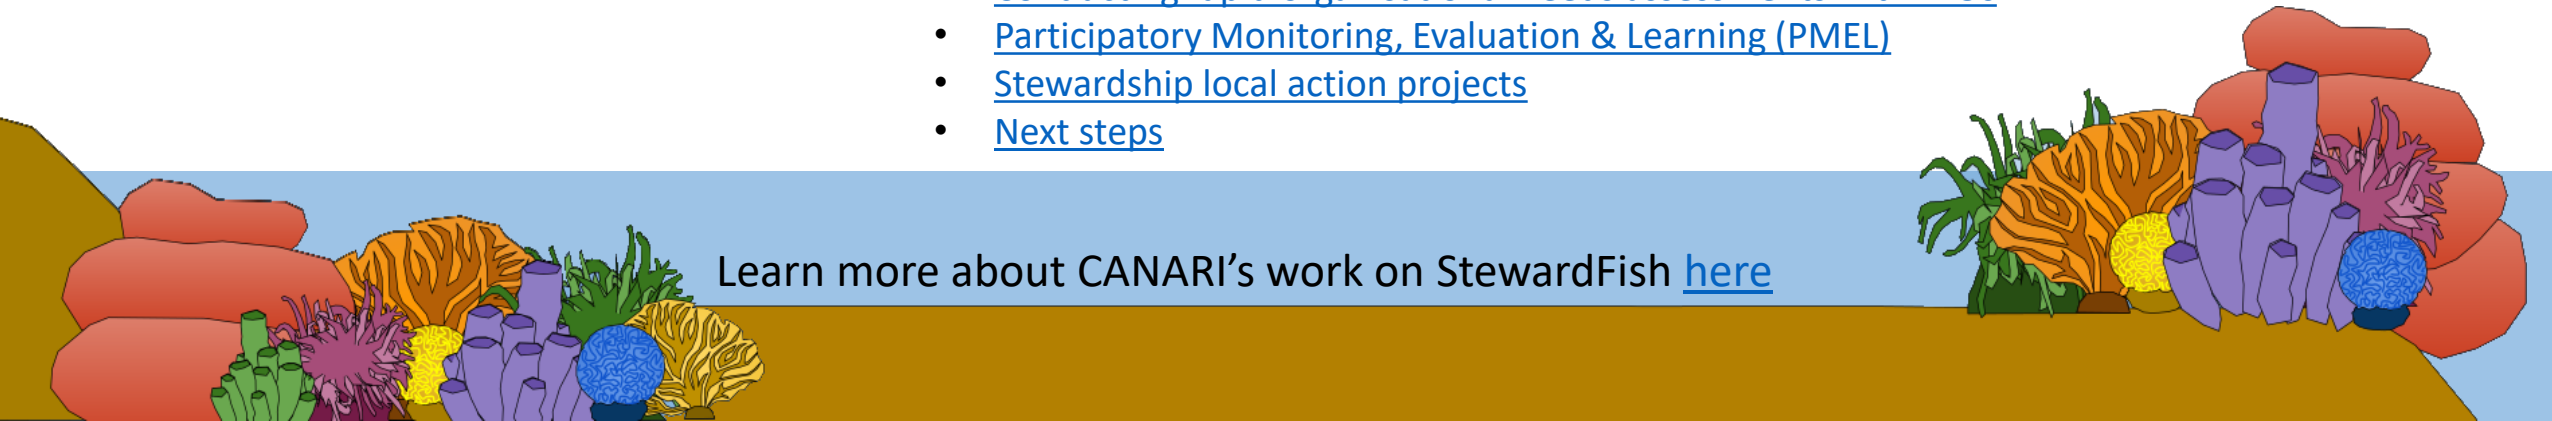 • Participatory Monitoring, Evaluation & Learning (PMEL)
• Stewardship local action projects
• Next steps
Learn more about CANARI’s work on StewardFish here